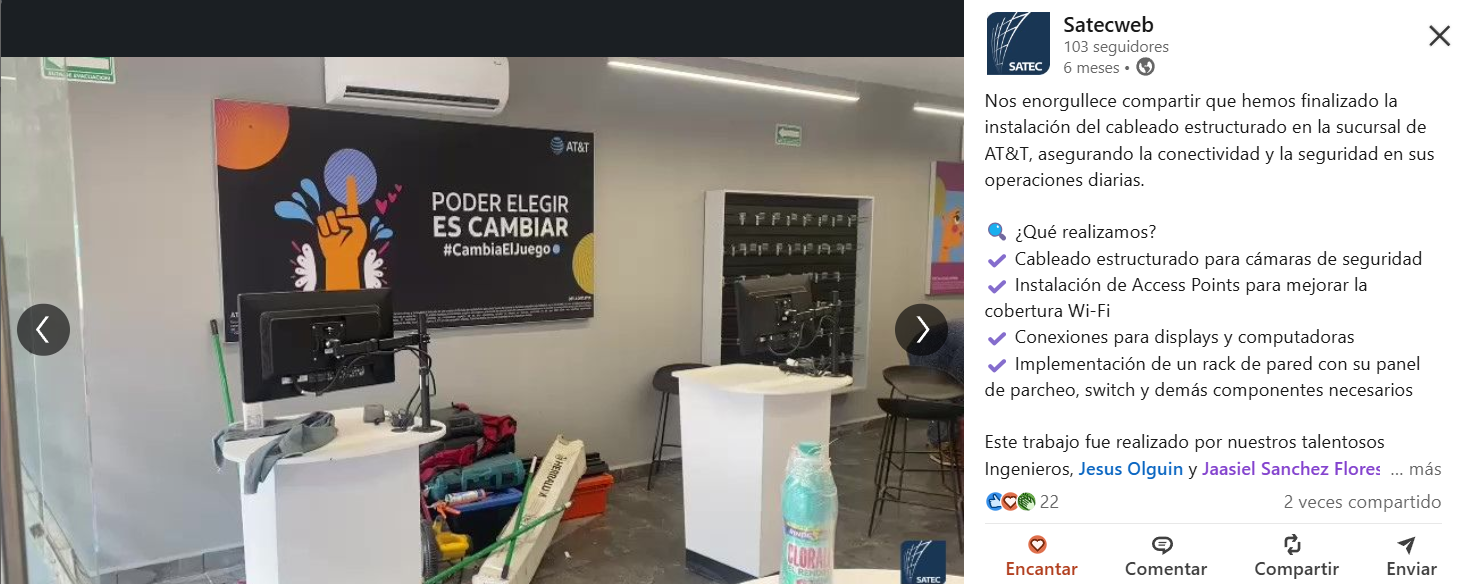 RUTA DE EVACUACIÓN
AT&T
PODER ELEGIR
ES CAMBIAR
#CambiaElJuego
HERRALUX
CLORAL
SATEC
SATEC
Satecweb
103 seguidores
6 meses •
Nos enorgullece compartir que hemos finalizado la
instalación del cableado estructurado en la sucursal de
AT&T, asegurando la conectividad y la seguridad en sus
operaciones diarias.
¿Qué realizamos?
Cableado estructurado para cámaras de seguridad
Instalación de Access Points para mejorar la
cobertura Wi-Fi
Conexiones para displays y computadoras
Implementación de un rack de pared con su panel
de parcheo, switch y demás componentes necesarios
Este trabajo fue realizado por nuestros talentosos
Ingenieros, Jesus Olguin y Jaasiel Sanchez Flores ... más
22
2 veces compartido
Encantar
Comentar
Compartir
Enviar